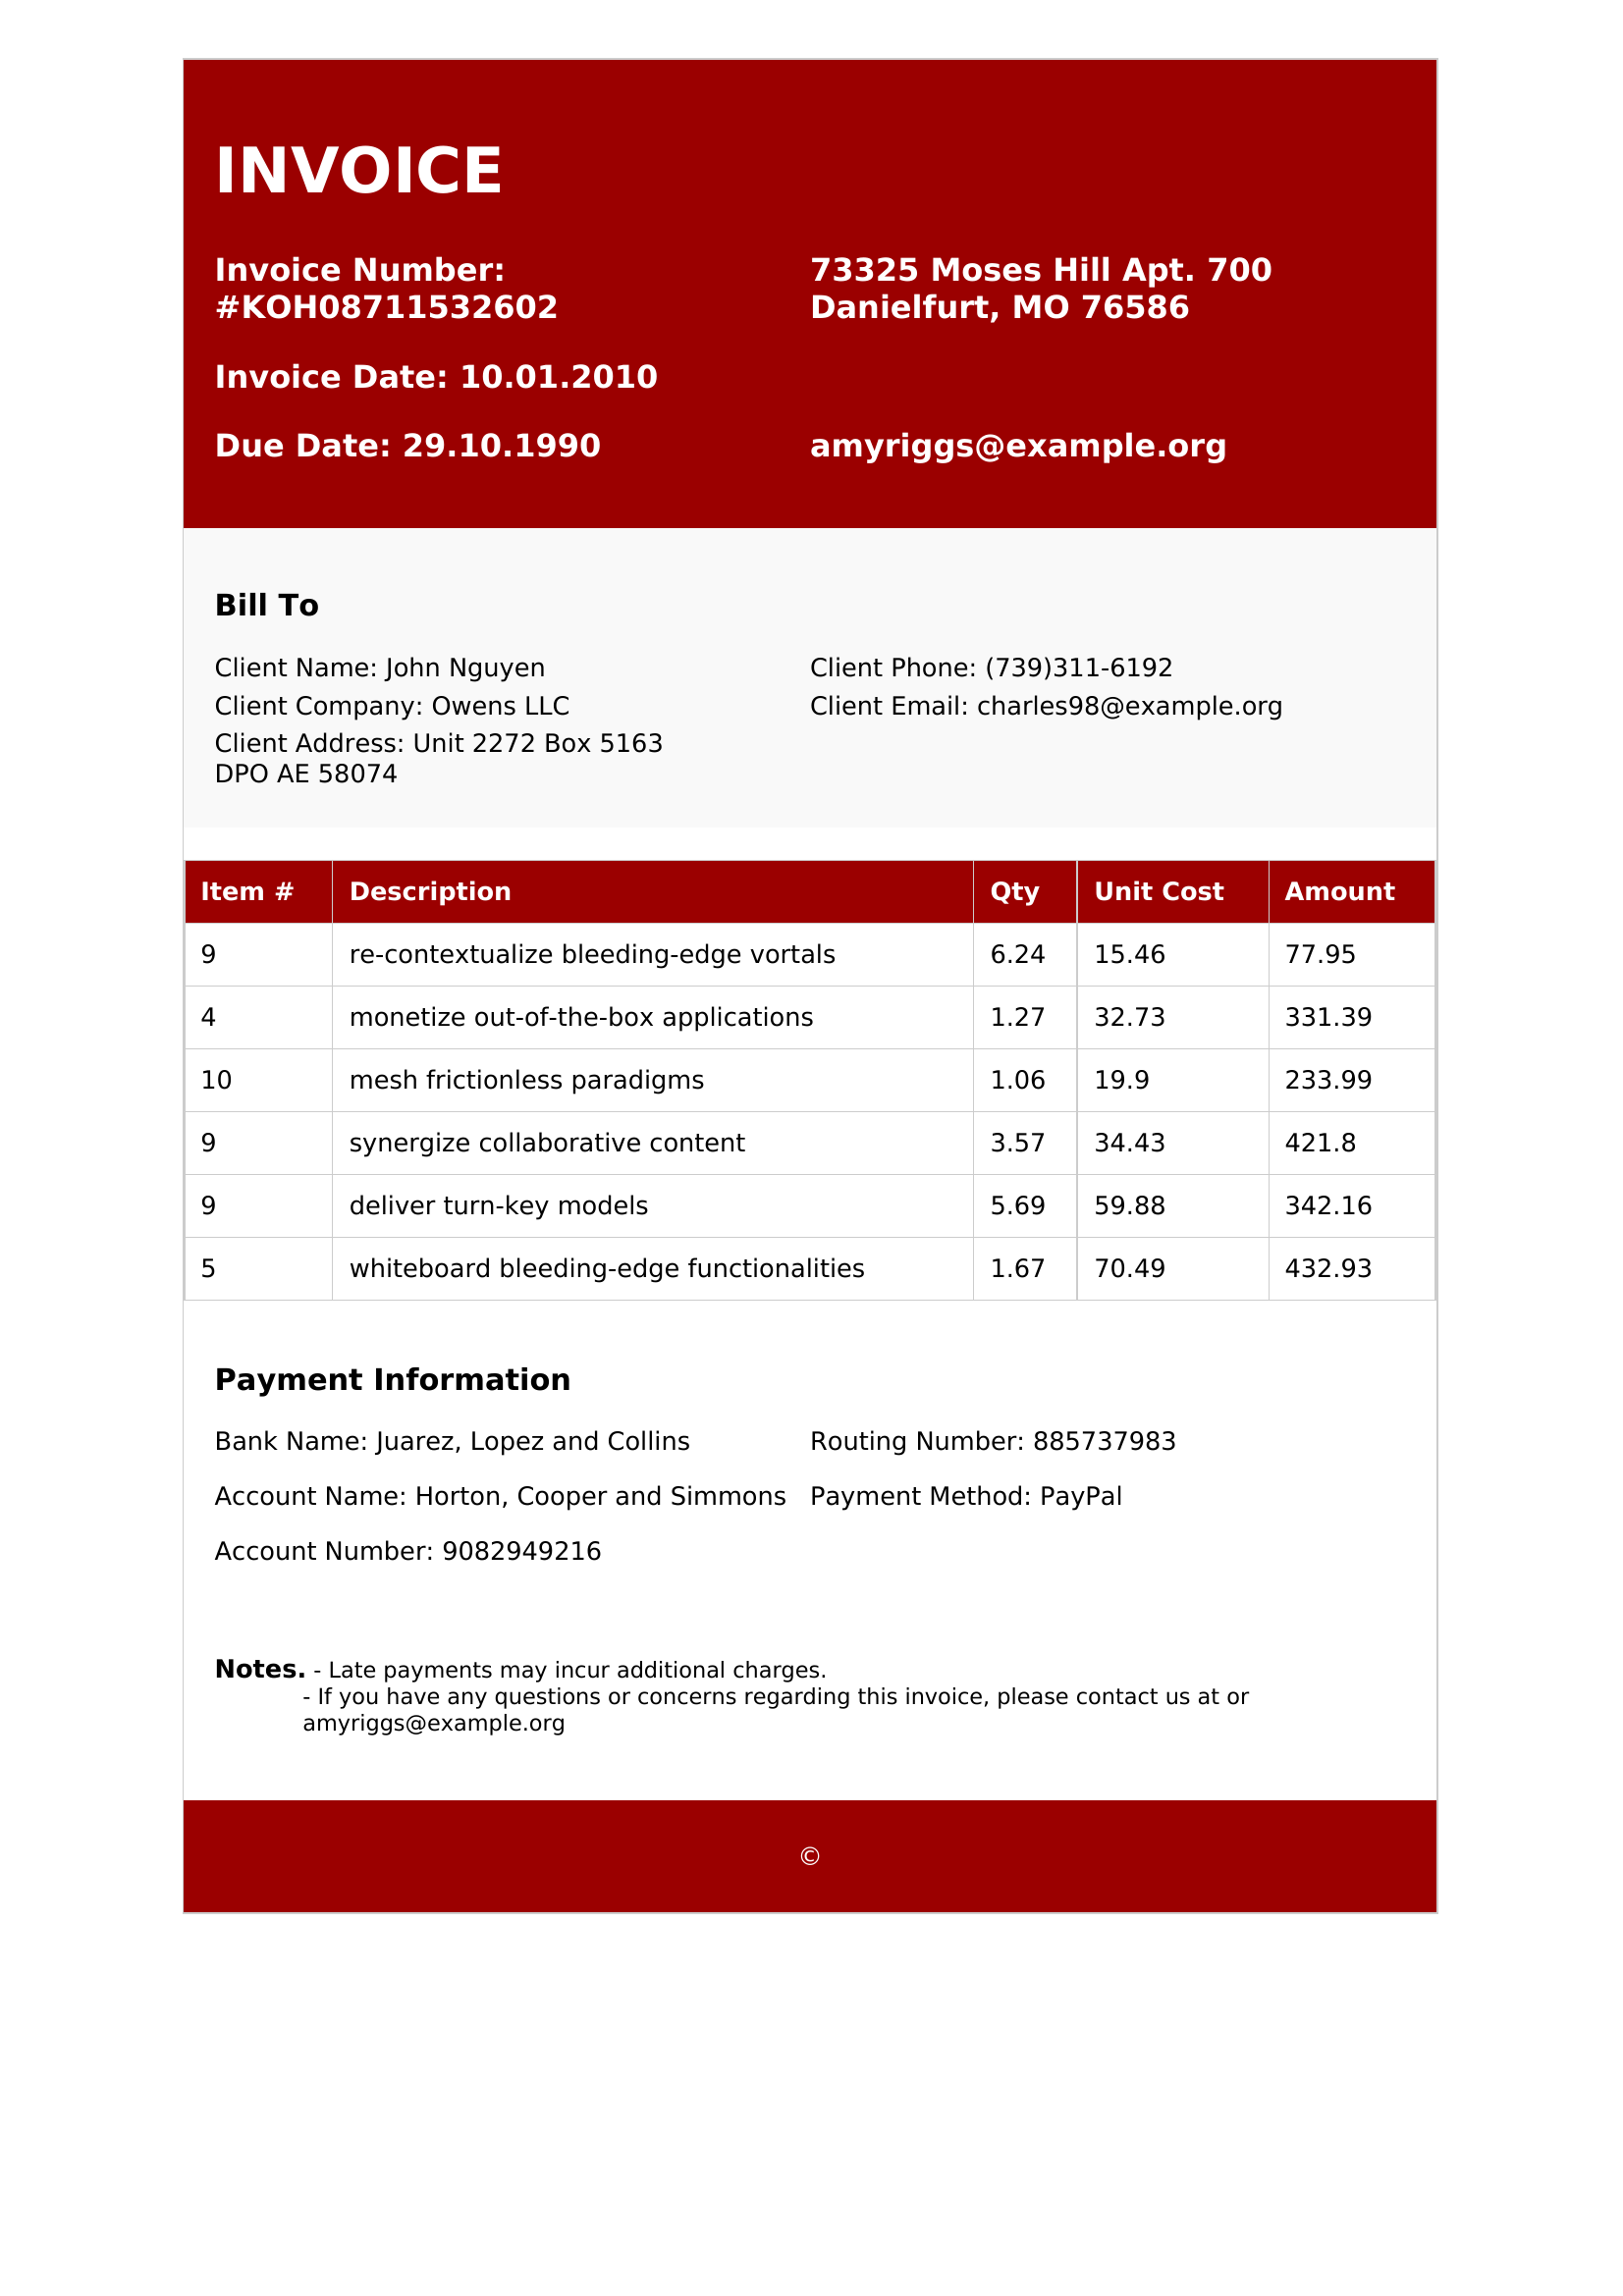 INVOICE
Invoice Number:
#KOH08711532602
73325 Moses Hill Apt. 700
Danielfurt, MO 76586
Invoice Date: 10.01.2010
Due Date: 29.10.1990
amyriggs@example.org
Bill To
Client Name: John Nguyen
Client Company: Owens LLC
Client Address: Unit 2272 Box 5163
DPO AE 58074
Client Phone: (739)311-6192
Client Email: charles98@example.org
Item # Description Qty Unit Cost Amount
9 re-contextualize bleeding-edge vortals 6.24 15.46 77.95
4 monetize out-of-the-box applications 1.27 32.73 331.39
10 mesh frictionless paradigms 1.06 19.9 233.99
9 synergize collaborative content 3.57 34.43 421.8
9 deliver turn-key models 5.69 59.88 342.16
5 whiteboard bleeding-edge functionalities 1.67 70.49 432.93
Payment Information
Bank Name: Juarez, Lopez and Collins
Account Name: Horton, Cooper and Simmons
Account Number: 9082949216
Routing Number: 885737983
Payment Method: PayPal
Notes. - Late payments may incur additional charges.
- If you have any questions or concerns regarding this invoice, please contact us at or
amyriggs@example.org
©